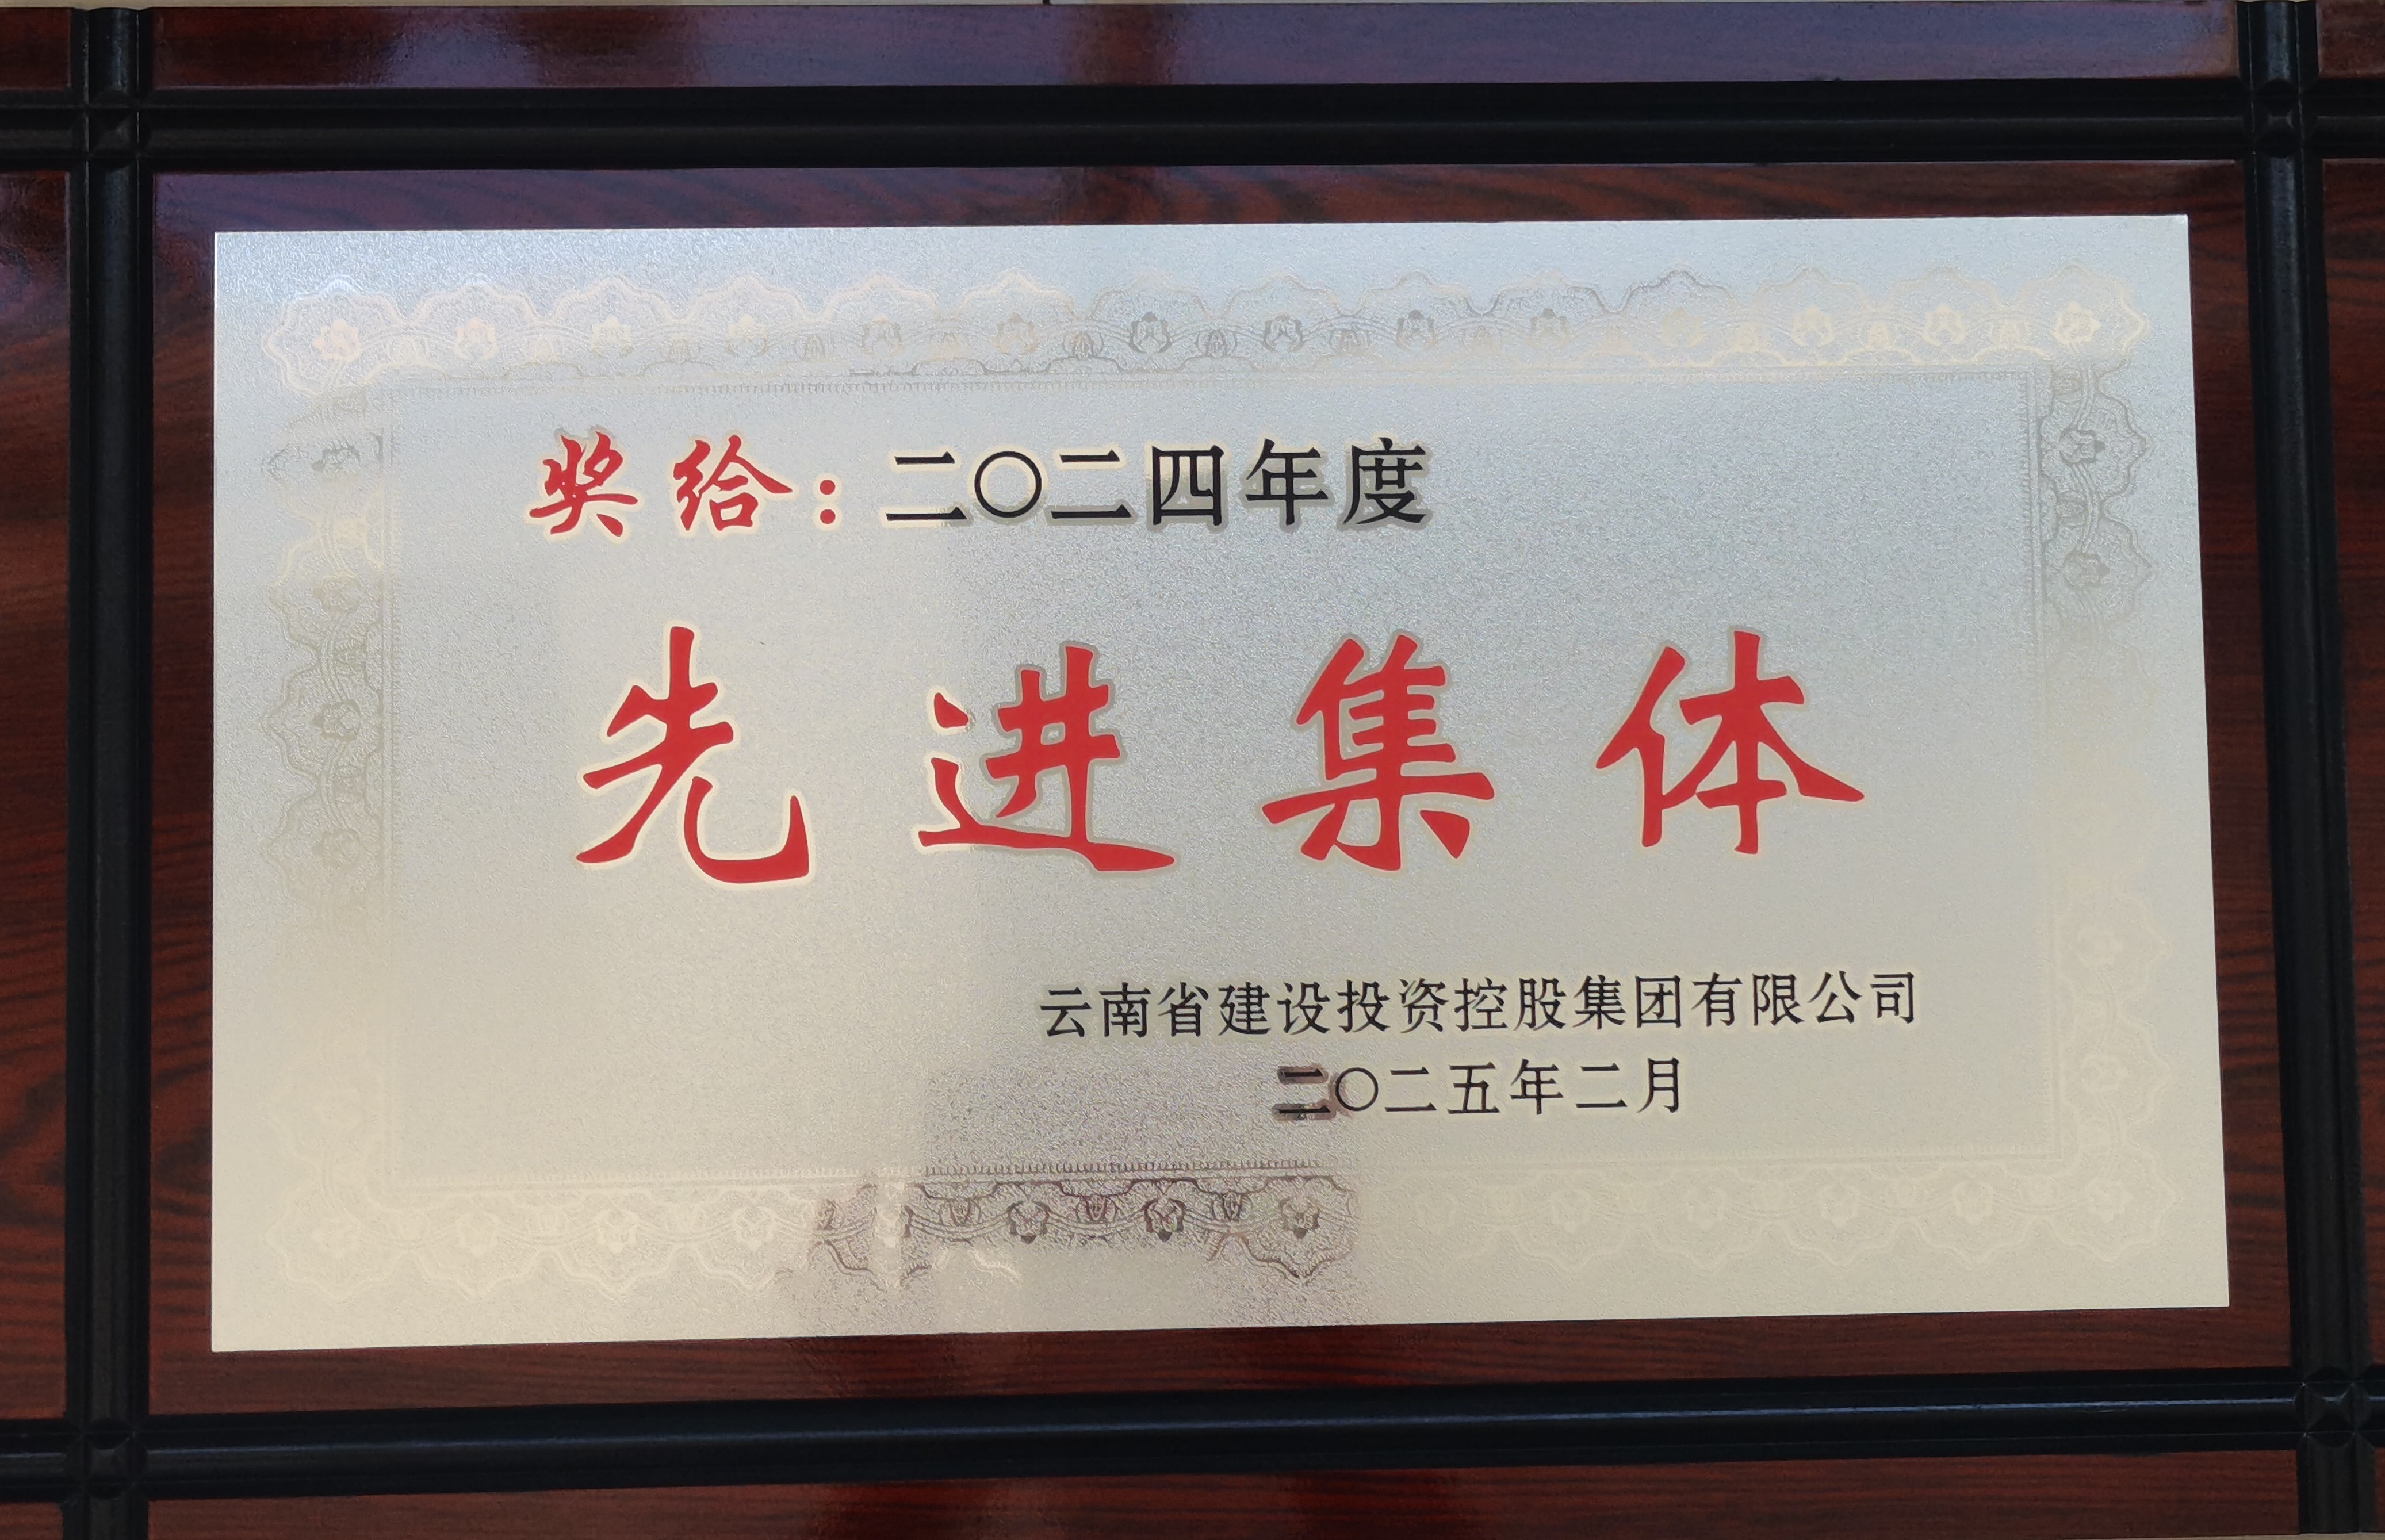 奖给：二〇二四年度
先进集体
云南省建设投资控股集团有限公司
二〇二五年二月